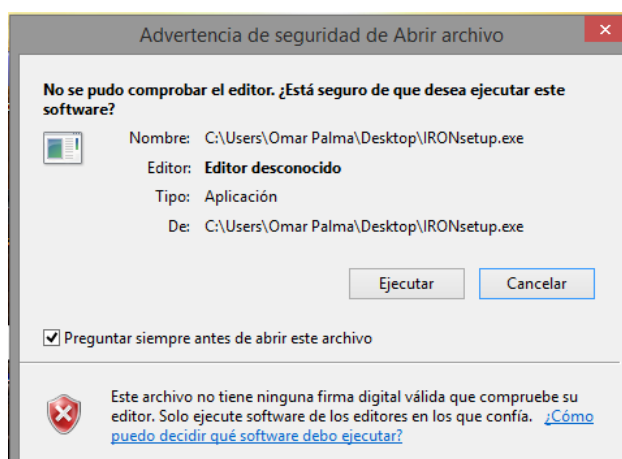 Advertencia de seguridad de Abrir archivo
No se pudo comprobar el editor. ¿Está seguro de que desea ejecutar este
software?
Nombre: C:\Users\Omar Palma\Desktop\IRONsetup.exe
Editor: Editor desconocido
Tipo: Aplicación
De: C:\Users\Omar Palma\Desktop\IRONsetup.exe
Ejecutar Cancelar
Preguntar siempre antes de abrir este archivo
Este archivo no tiene ninguna firma digital válida que compruebe su
editor. Solo ejecute software de los editores en los que confía. ¿Cómo
puedo decidir qué software debo ejecutar?